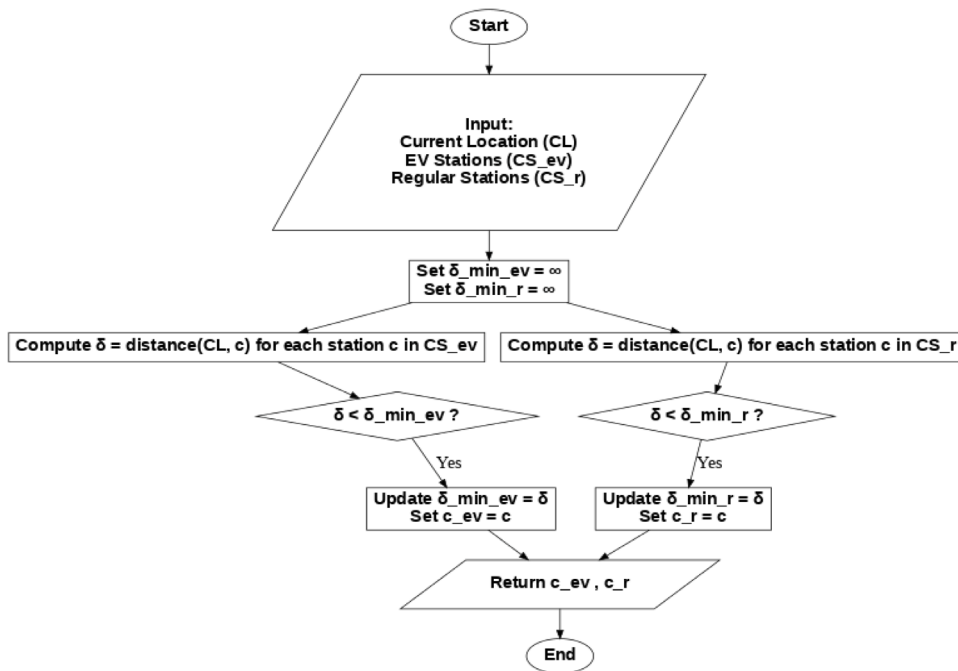 Start
Input:
Current Location (CL)
EV Stations (CS_ev)
Regular Stations (CS_r)
Set δ_min_ev = ∞
Set δ_min_r = ∞
Compute δ = distance(CL, c) for each station c in CS_ev
Compute δ = distance(CL, c) for each station c in CS_r
δ < δ_min_ev ?
δ < δ_min_r ?
Yes
Yes
Update δ_min_ev = δ
Set c_ev = c
Update δ_min_r = δ
Set c_r = c
Return c_ev , c_r
End